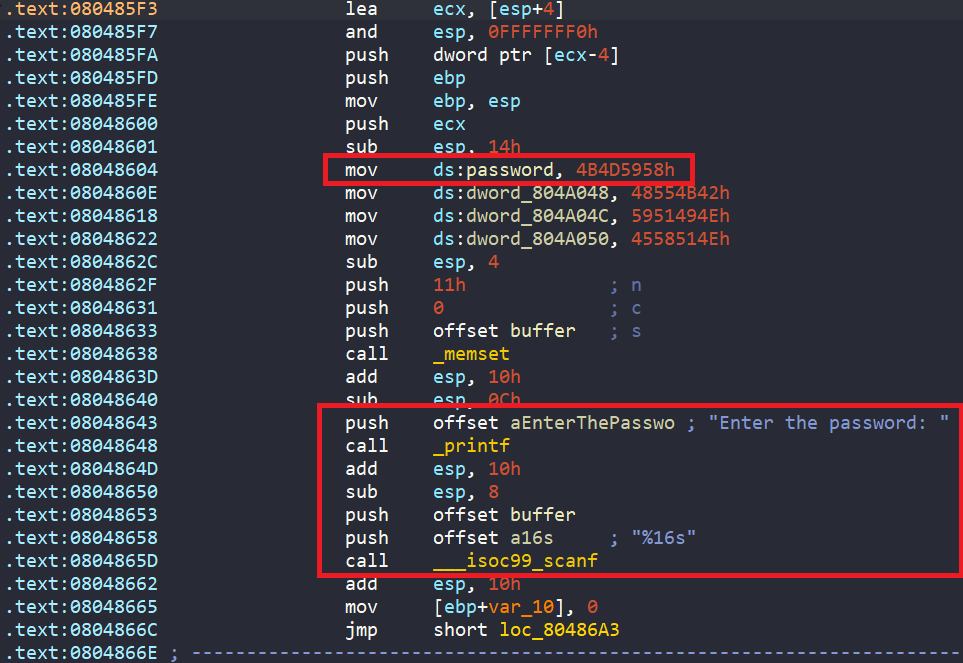 .text:080485F3 lea ecx, [esp+4]
.text:080485F7 and esp, 0FFFFFFF0h
.text:080485FA push dword ptr [ecx-4]
.text:080485FD push ebp
.text:080485FE mov ebp, esp
.text:08048600 push ecx
.text:08048601 sub esp, 14h
.text:08048604 mov ds:password, 4B4D5958h
.text:0804860E mov ds:dword_804A048, 48554B42h
.text:08048618 mov ds:dword_804A04C, 5951494Eh
.text:08048622 mov ds:dword_804A050, 4558514Eh
.text:0804862C sub esp, 4
.text:0804862F push 11h ; n
.text:08048631 push 0 ; c
.text:08048633 push offset buffer ; s
.text:08048638 call _memset
.text:0804863D add esp, 10h
.text:08048640 sub esp, 0Ch
.text:08048643 push offset aEnterThePasswo ; "Enter the password: "
.text:08048648 call _printf
.text:0804864D add esp, 10h
.text:08048650 sub esp, 8
.text:08048653 push offset buffer
.text:08048658 push offset a16s ; "%16s"
.text:0804865D call ___isoc99_scanf
.text:08048662 add esp, 10h
.text:08048665 mov [ebp+var_10], 0
.text:0804866C jmp short loc_80486A3
.text:0804866E ; ---------------------------------------------------------------------------